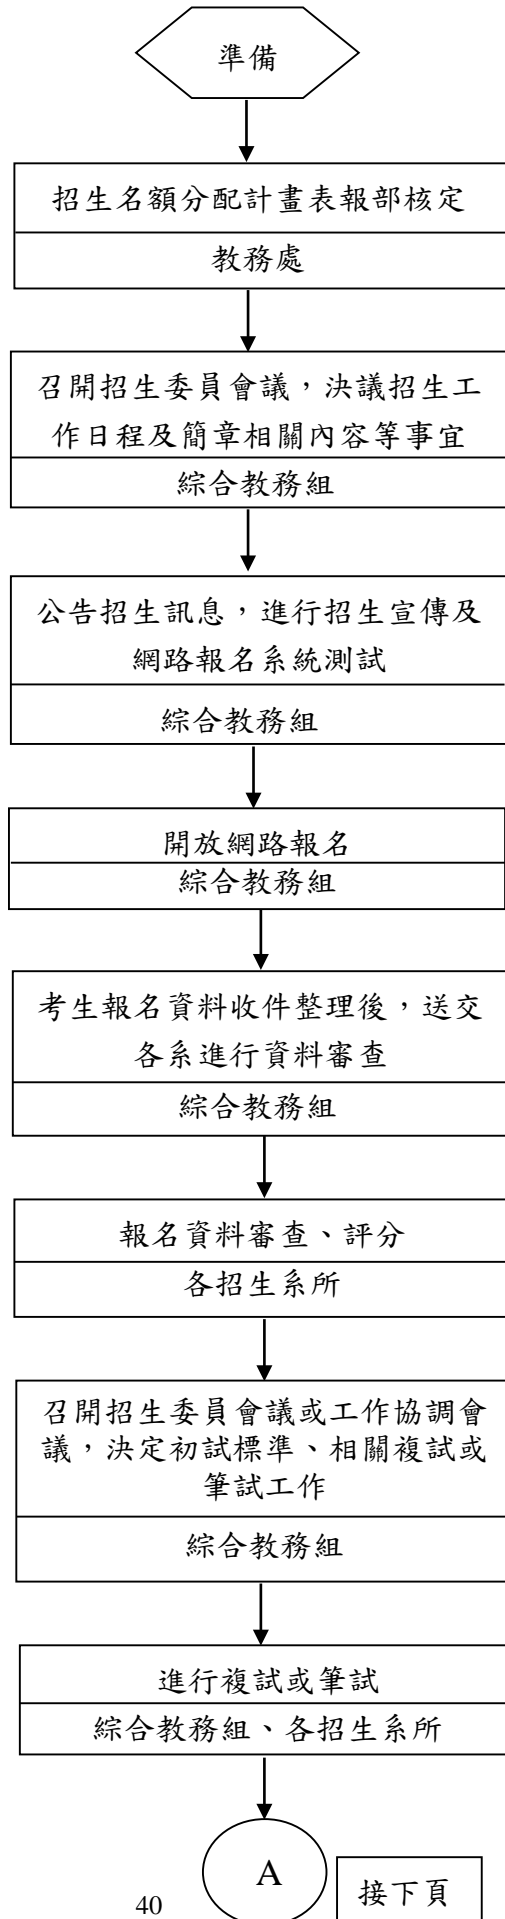 準備
招生名額分配計畫表報部核定
教務處
召開招生委員會議，決議招生工
作日程及簡章相關內容等事宜
綜合教務組
公告招生訊息，進行招生宣傳及
網路報名系統測試
綜合教務組
開放網路報名
綜合教務組
考生報名資料收件整理後，送交
各系進行資料審查
綜合教務組
報名資料審查、評分
各招生系所
召開招生委員會議或工作協調會
議，決定初試標準、相關複試或
筆試工作
綜合教務組
進行複試或筆試
綜合教務組、各招生系所
A
接下頁
40